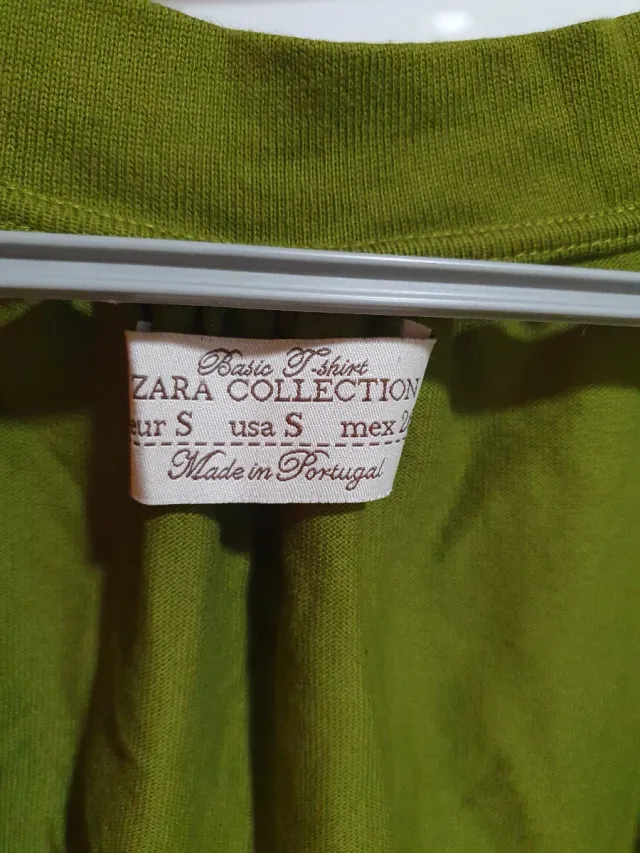 Basic T-shirt
ZARA COLLECTION
eur S usa S mex
Made in Portugal